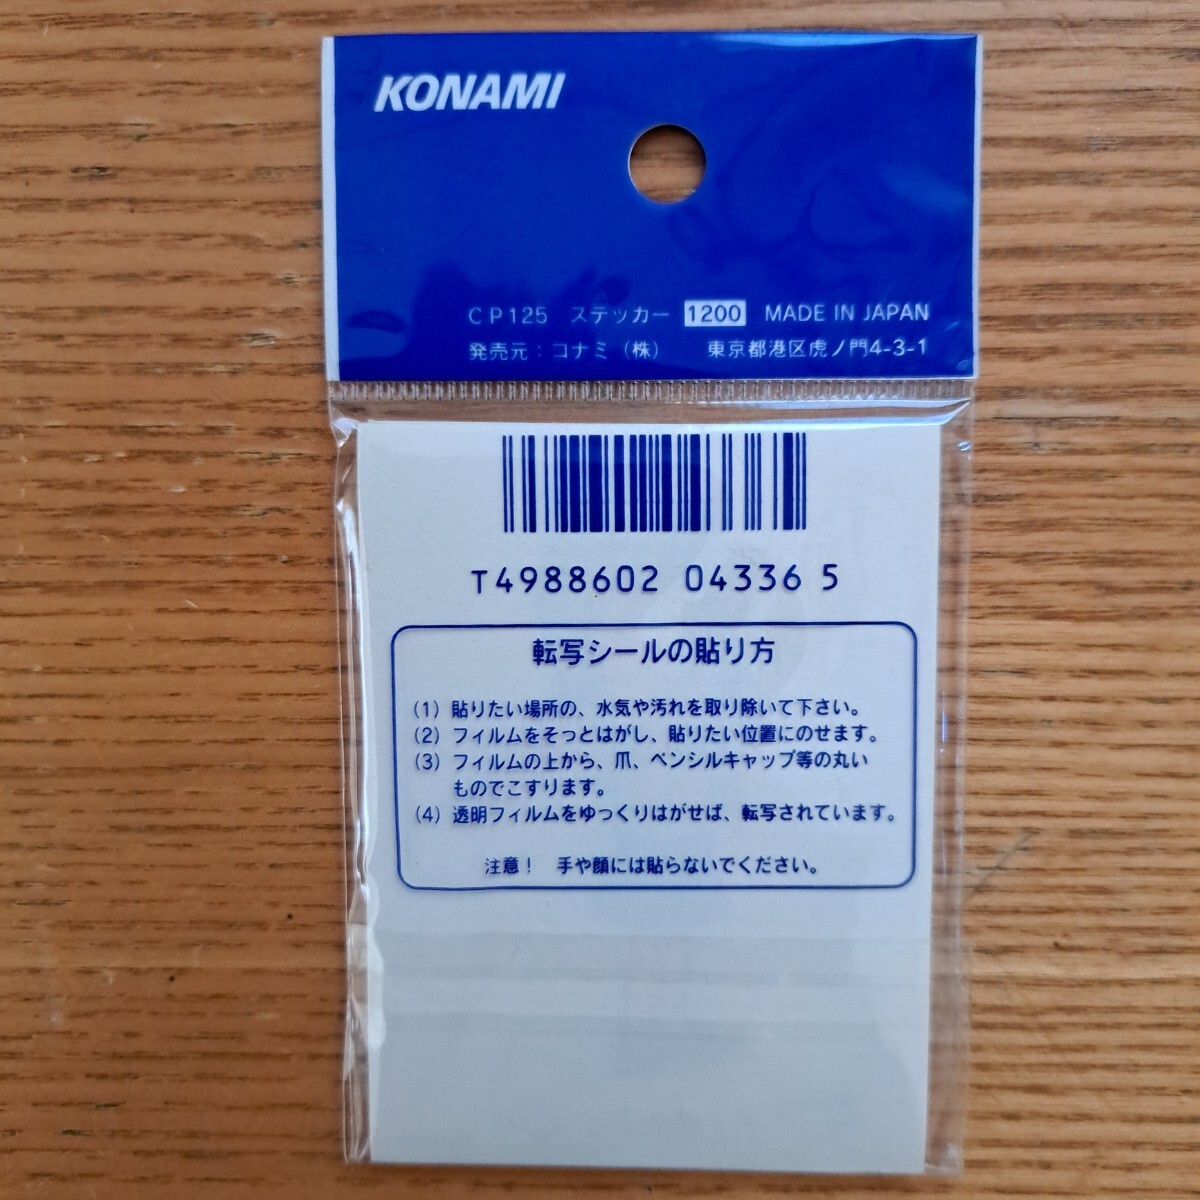 KONAMI
CP125 ステッカー 1200 MADE IN JAPAN
発売元：コナミ（株） 東京都港区虎ノ門4-3-1
T4988602 04336 5
転写シールの貼り方
(1) 貼りたい場所の、水気や汚れを取り除いて下さい。
(2) フィルムをそっとはがし、貼りたい位置にのせます。
(3) フィルムの上から、爪、ペンシルキャップ等の丸い
ものでこすります。
(4) 透明フィルムをゆっくりはがせば、転写されています。
注意！ 手や顔には貼らないでください。